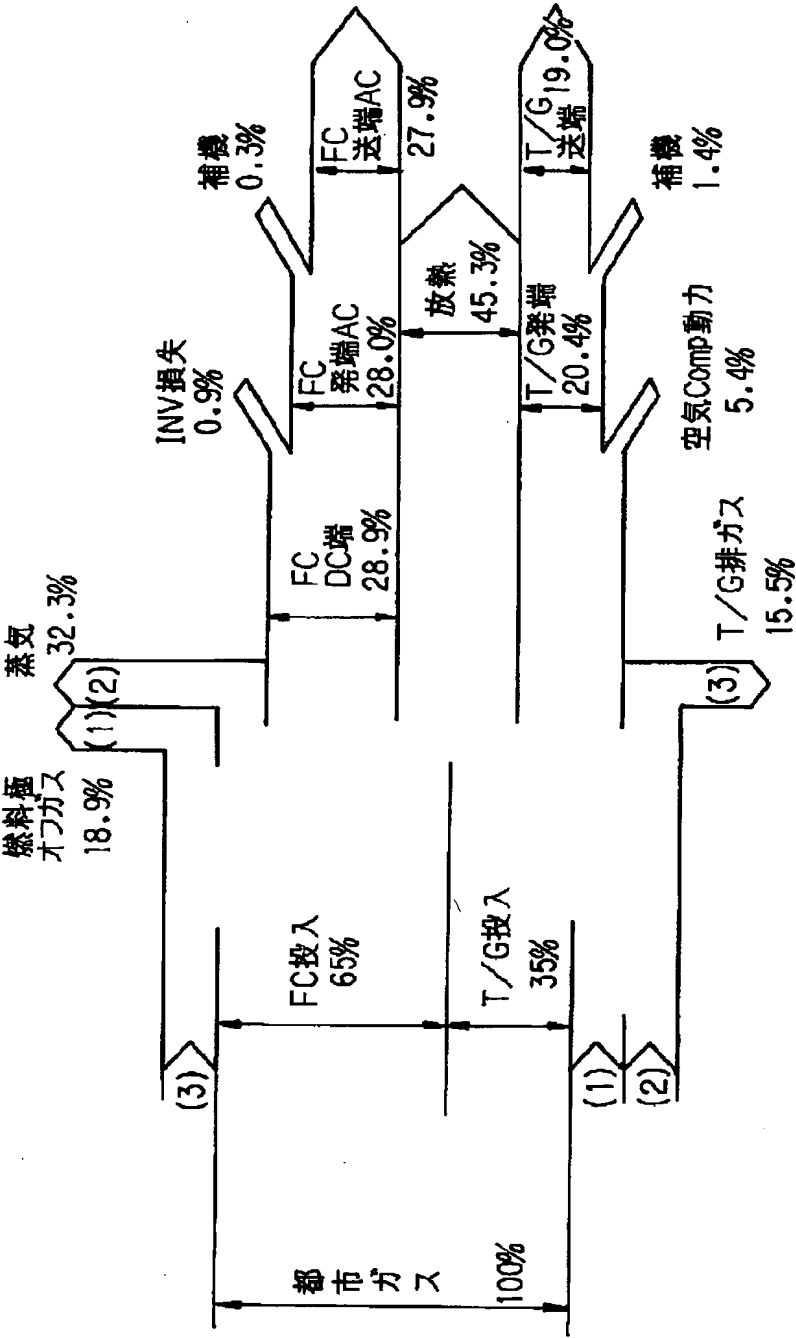 都市ガス
100%
(3)
FC投入
65%
T/G投入
35%
(1)
(2)
燃料極
オフガス
18.9%
蒸気
32.3%
(1)
(2)
FC
DC端
28.9%
(3)
T/G排ガス
15.5%
INV損失
0.9%
FC
発端AC
28.0%
放熱
45.3%
T/G発端
20.4%
空気Comp動力
5.4%
補機
0.3%
FC
送端AC
27.9%
T/G
送端
19.0%
補機
1.4%